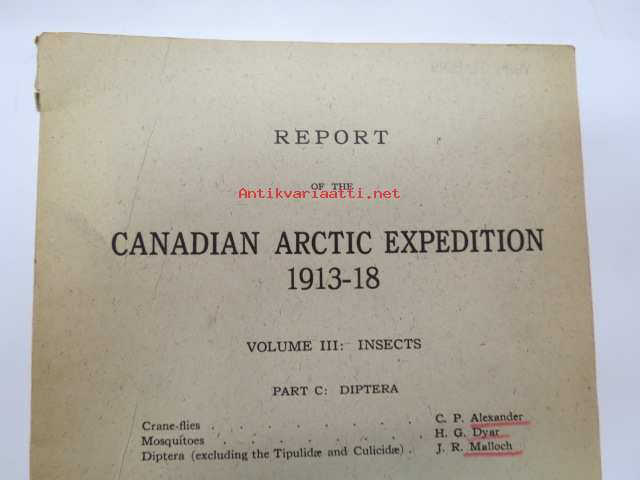 REPORT
OF THE
Antikvariaatti.net
CANADIAN ARCTIC EXPEDITION
1913-18
VOLUME III: INSECTS
PART C: DIPTERA
Crane-flies . . . . . . . . . . C. P. Alexander
Mosquitoes . . . . . . . . . . H. G. Dyar
Diptera (excluding the Tipulidæ and Culicidæ) . J. R. Malloch